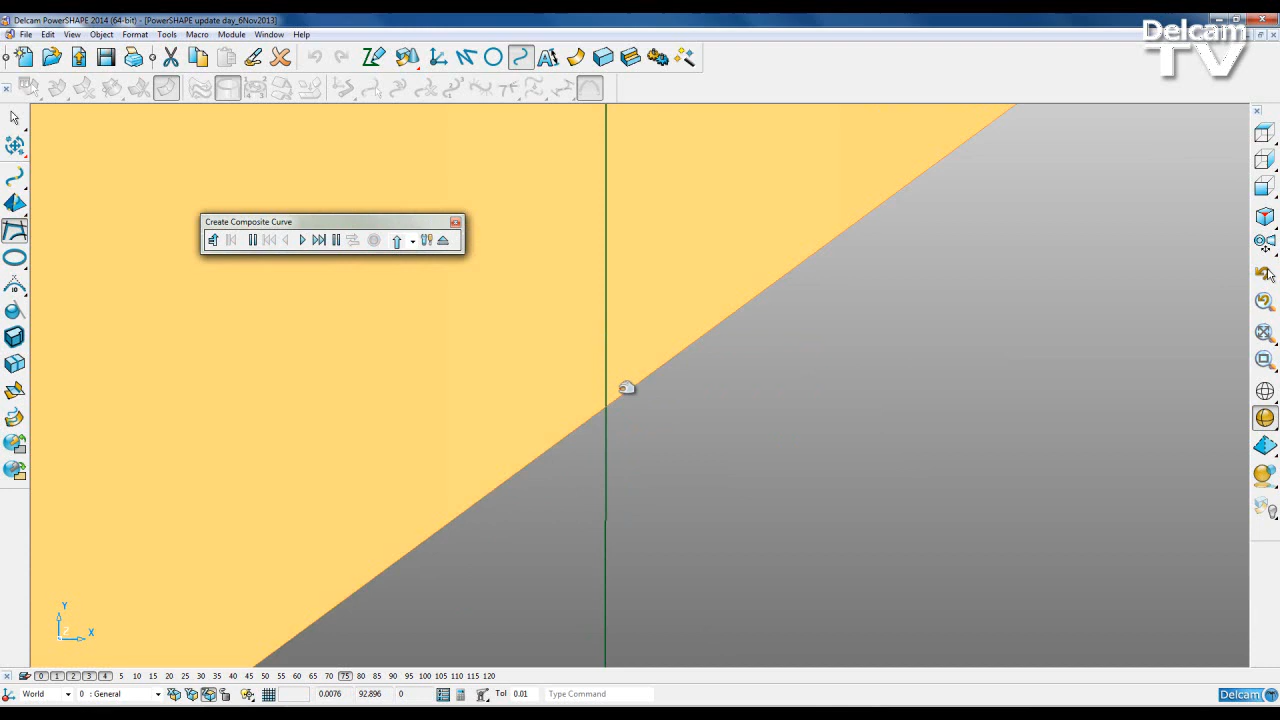 Delcam PowerSHAPE 2014 (64-bit) - [PowerSHAPE update day_6Nov2013]
Delcam
TV
File Edit View Object Format Tools Macro Module Window Help
Create Composite Curve
Y
Z
X
0 1 2 3 4 5 10 15 20 25 30 35 40 45 50 55 60 65 70 75 80 85 90 95 100 105 110 115 120
World 0 : General 0.0076 92.896 0 Tol 0.01 Type Command Delcam